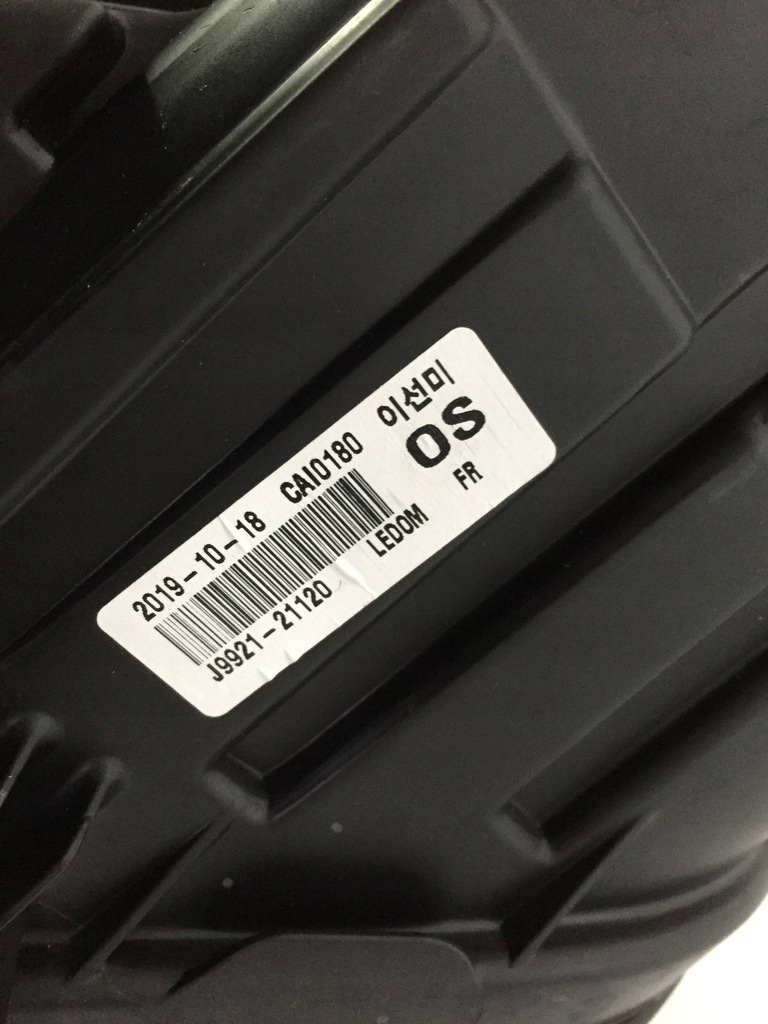 2019-10-18 CAI0180 이선미
OS
J9921-21120 LEDOM FR